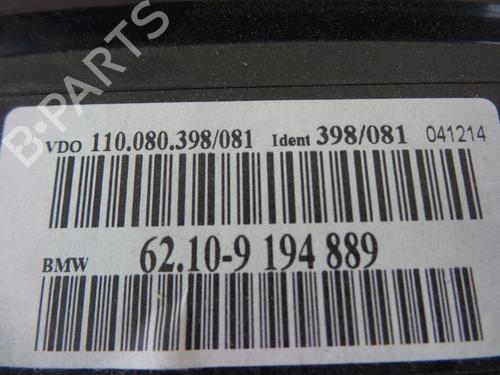 B-PARTS
VDO 110.080.398/081 Ident 398/081 041214
BMW 62.10-9 194 889